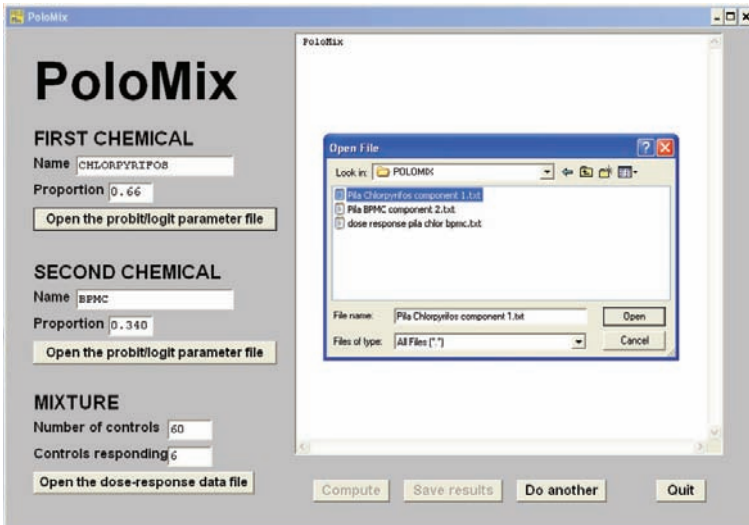 PoloMix
PoloMix
FIRST CHEMICAL
Name CHLORPYRIFOS
Proportion 0.66
Open the probit/logit parameter file
SECOND CHEMICAL
Name BPMC
Proportion 0.340
Open the probit/logit parameter file
MIXTURE
Number of controls 60
Controls responding 6
Open the dose-response data file
PoloMix
Open File
Look in: POLOMIX
Pila Chlorpyrifos component 1.txt
Pila BPMC component 2.txt
dose response pila chlor bpmc.txt
File name: Pila Chlorpyrifos component 1.txt Open
Files of type: All Files (*.*) Cancel
Compute Save results Do another Quit